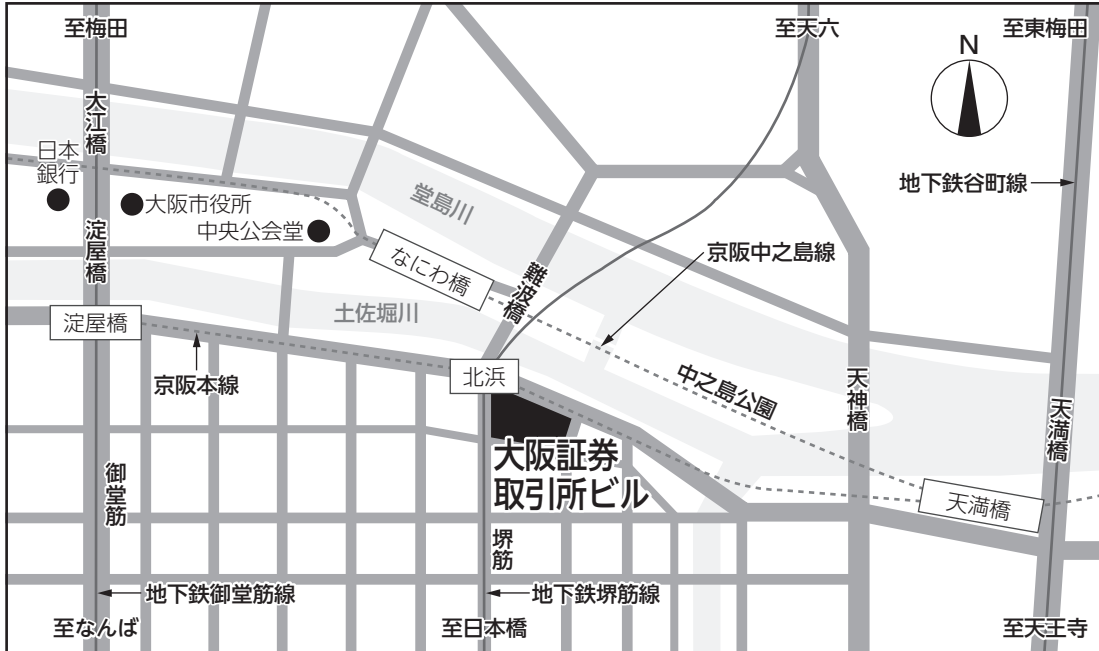 至梅田
至天六
至東梅田
N
大江橋
日本
銀行
大阪市役所
中央公会堂
堂島川
地下鉄谷町線
淀屋橋
なにわ橋
難波橋
京阪中之島線
土佐堀川
淀屋橋
京阪本線
北浜
中之島公園
天神橋
天満橋
大阪証券
取引所ビル
御堂筋
天満橋
堺筋
地下鉄御堂筋線
地下鉄堺筋線
至なんば
至日本橋
至天王寺